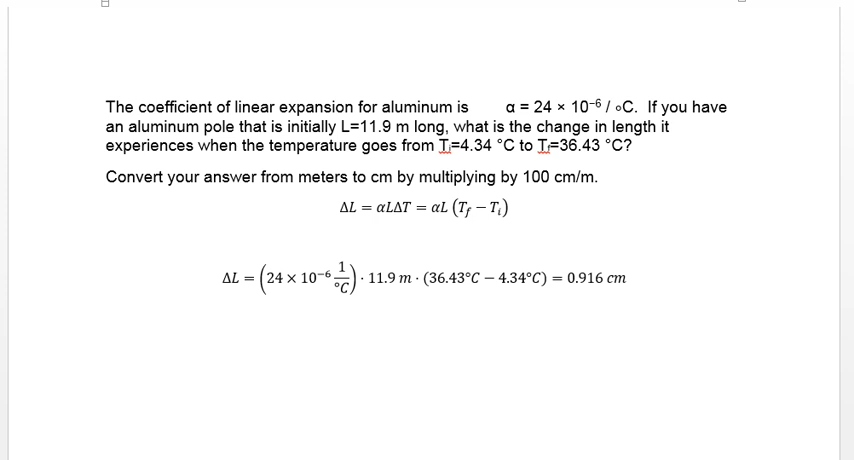 The coefficient of linear expansion for aluminum is α = 24 × 10⁻⁶ / ∘C. If you have
an aluminum pole that is initially L=11.9 m long, what is the change in length it
experiences when the temperature goes from Tᵢ=4.34 °C to T_f=36.43 °C?
Convert your answer from meters to cm by multiplying by 100 cm/m.
ΔL = αLΔT = αL (T_f − Tᵢ)
ΔL = (24 × 10⁻⁶ 1/°C) · 11.9 m · (36.43°C − 4.34°C) = 0.916 cm